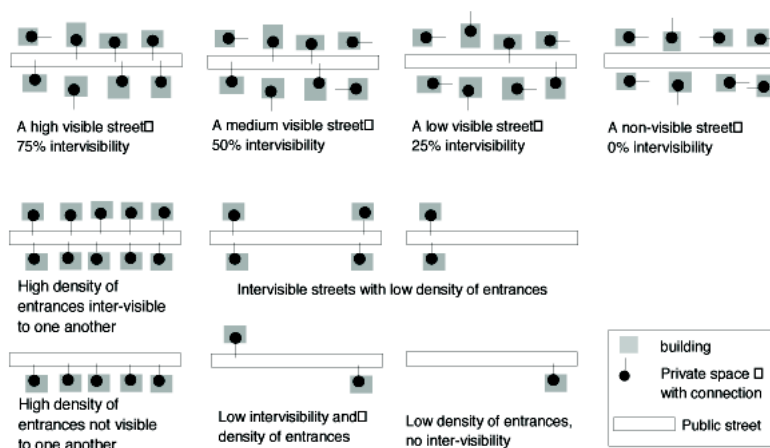 A high visible street□
75% intervisibility
A medium visible street□
50% intervisibility
A low visible street□
25% intervisibility
A non-visible street□
0% intervisibility
High density of
entrances inter-visible
to one another
Intervisible streets with low density of entrances
High density of
entrances not visible
to one another
Low intervisibility and□
density of entrances
Low density of entrances,
no inter-visibility
building
Private space □
with connection
Public street